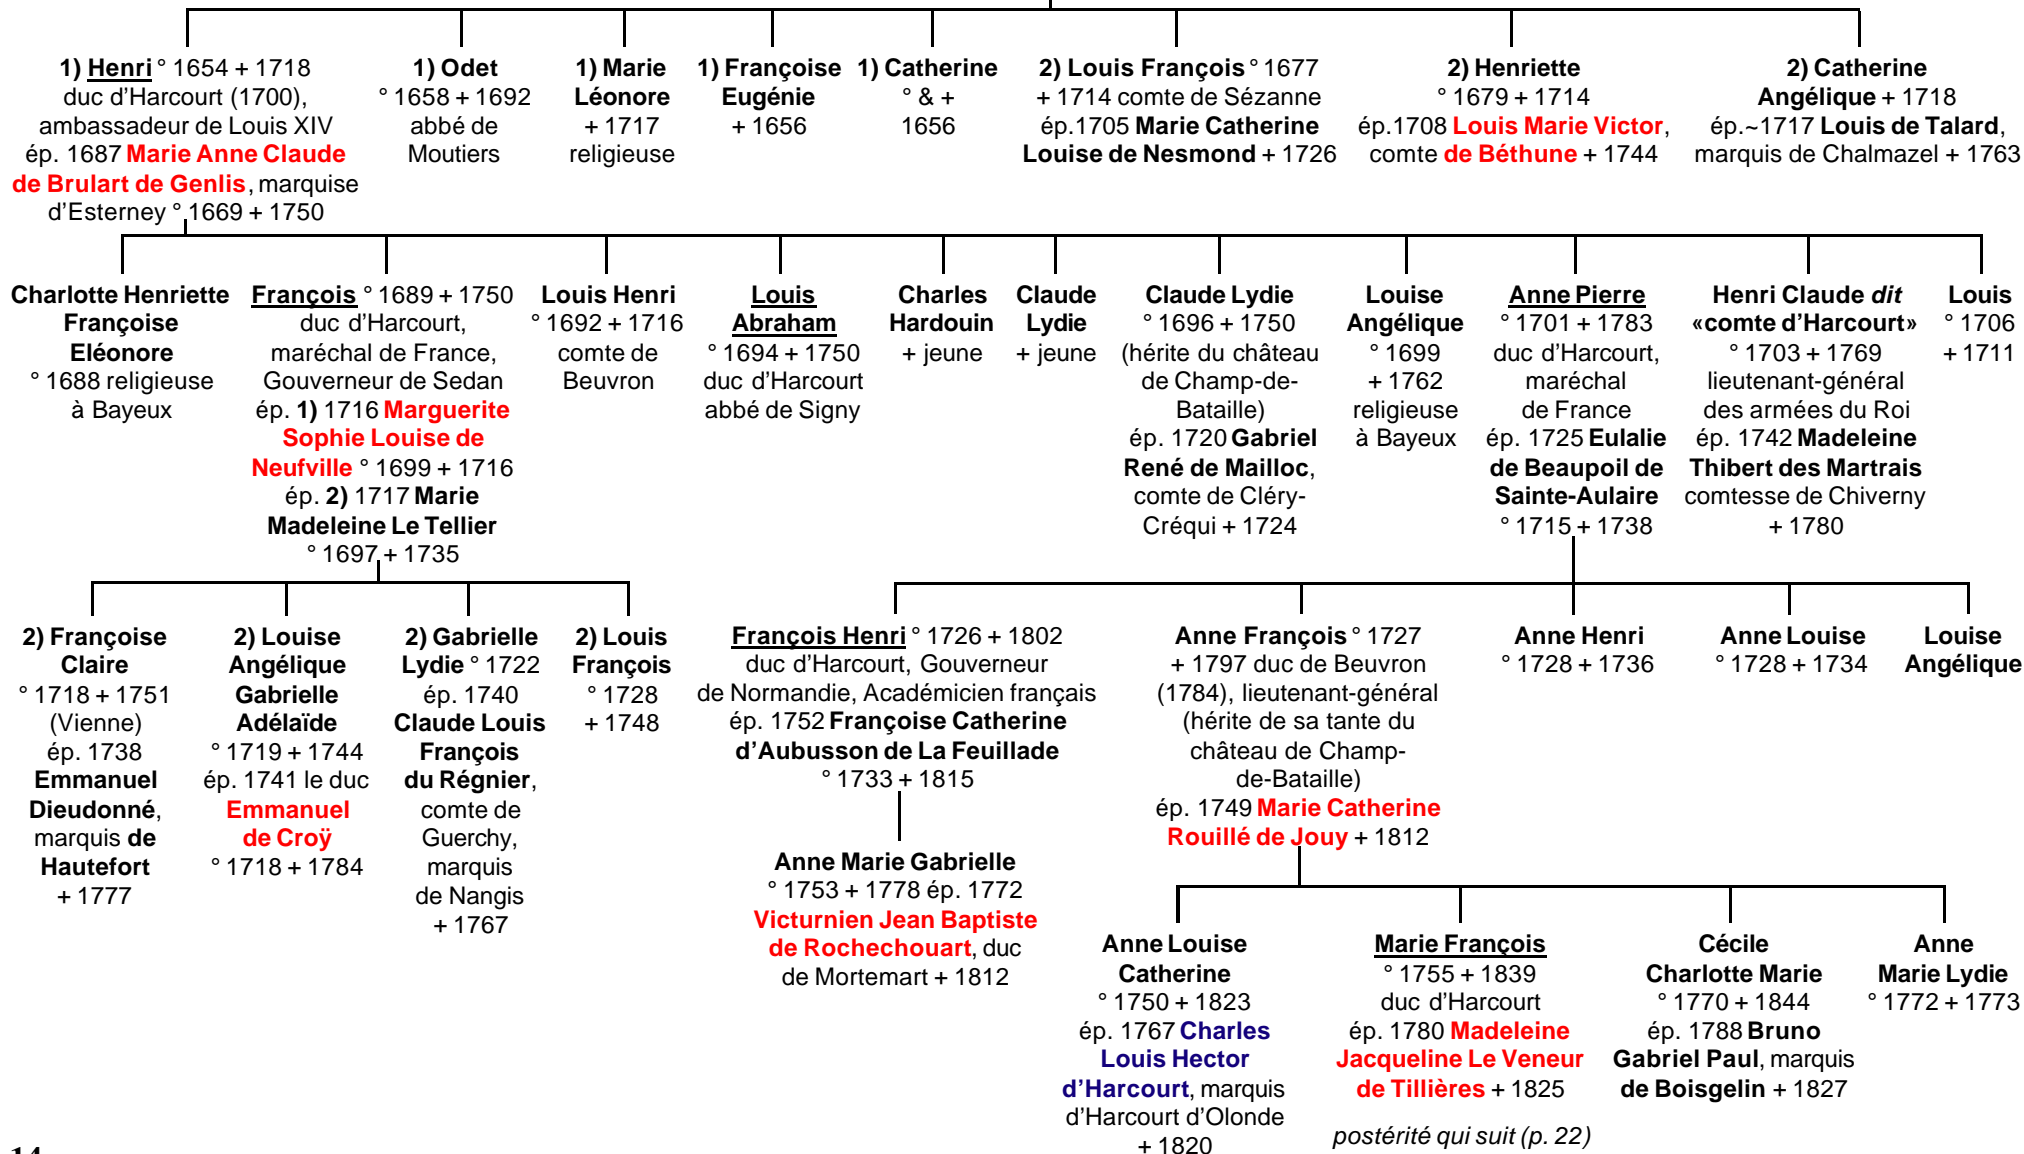 1) Henri ° 1654 + 1718
duc d’Harcourt (1700),
ambassadeur de Louis XIV
ép. 1687 Marie Anne Claude
de Brulart de Genlis, marquise
d’Esterney ° 1669 + 1750
1) Odet
° 1658 + 1692
abbé de
Moutiers
1) Marie
Léonore
+ 1717
religieuse
1) Françoise
Eugénie
+ 1656
1) Catherine
° & +
1656
2) Louis François ° 1677
+ 1714 comte de Sézanne
ép.1705 Marie Catherine
Louise de Nesmond + 1726
2) Henriette
° 1679 + 1714
ép.1708 Louis Marie Victor,
comte de Béthune + 1744
2) Catherine
Angélique + 1718
ép.~1717 Louis de Talard,
marquis de Chalmazel + 1763
Charlotte Henriette
Françoise
Eléonore
° 1688 religieuse
à Bayeux
François ° 1689 + 1750
duc d’Harcourt,
maréchal de France,
Gouverneur de Sedan
ép. 1) 1716 Marguerite
Sophie Louise de
Neufville ° 1699 + 1716
ép. 2) 1717 Marie
Madeleine Le Tellier
° 1697 + 1735
Louis Henri
° 1692 + 1716
comte de
Beuvron
Louis
Abraham
° 1694 + 1750
duc d’Harcourt
abbé de Signy
Charles
Hardouin
+ jeune
Claude
Lydie
+ jeune
Claude Lydie
° 1696 + 1750
(hérite du château
de Champ-de-
Bataille)
ép. 1720 Gabriel
René de Mailloc,
comte de Cléry-
Créqui + 1724
Louise
Angélique
° 1699
+ 1762
religieuse
à Bayeux
Anne Pierre
° 1701 + 1783
duc d’Harcourt,
maréchal
de France
ép. 1725 Eulalie
de Beaupoil de
Sainte-Aulaire
° 1715 + 1738
Henri Claude dit
«comte d’Harcourt»
° 1703 + 1769
lieutenant-général
des armées du Roi
ép. 1742 Madeleine
Thibert des Martrais
comtesse de Chiverny
+ 1780
Louis
° 1706
+ 1711
2) Françoise
Claire
° 1718 + 1751
(Vienne)
ép. 1738
Emmanuel
Dieudonné,
marquis de
Hautefort
+ 1777
2) Louise
Angélique
Gabrielle
Adélaïde
° 1719 + 1744
ép. 1741 le duc
Emmanuel
de Croÿ
° 1718 + 1784
2) Gabrielle
Lydie ° 1722
ép. 1740
Claude Louis
François
du Régnier,
comte de
Guerchy,
marquis
de Nangis
+ 1767
2) Louis
François
° 1728
+ 1748
François Henri ° 1726 + 1802
duc d’Harcourt, Gouverneur
de Normandie, Académicien français
ép. 1752 Françoise Catherine
d’Aubusson de La Feuillade
° 1733 + 1815
Anne François ° 1727
+ 1797 duc de Beuvron
(1784), lieutenant-général
(hérite de sa tante du
château de Champ-
de-Bataille)
ép. 1749 Marie Catherine
Rouillé de Jouy + 1812
Anne Henri
° 1728 + 1736
Anne Louise
° 1728 + 1734
Louise
Angélique
Anne Marie Gabrielle
° 1753 + 1778 ép. 1772
Victurnien Jean Baptiste
de Rochechouart, duc
de Mortemart + 1812
Anne Louise
Catherine
° 1750 + 1823
ép. 1767 Charles
Louis Hector
d’Harcourt, marquis
d’Harcourt d’Olonde
+ 1820
Marie François
° 1755 + 1839
duc d’Harcourt
ép. 1780 Madeleine
Jacqueline Le Veneur
de Tillières + 1825
postérité qui suit (p. 22)
Cécile
Charlotte Marie
° 1770 + 1844
ép. 1788 Bruno
Gabriel Paul, marquis
de Boisgelin + 1827
Anne
Marie Lydie
° 1772 + 1773
14